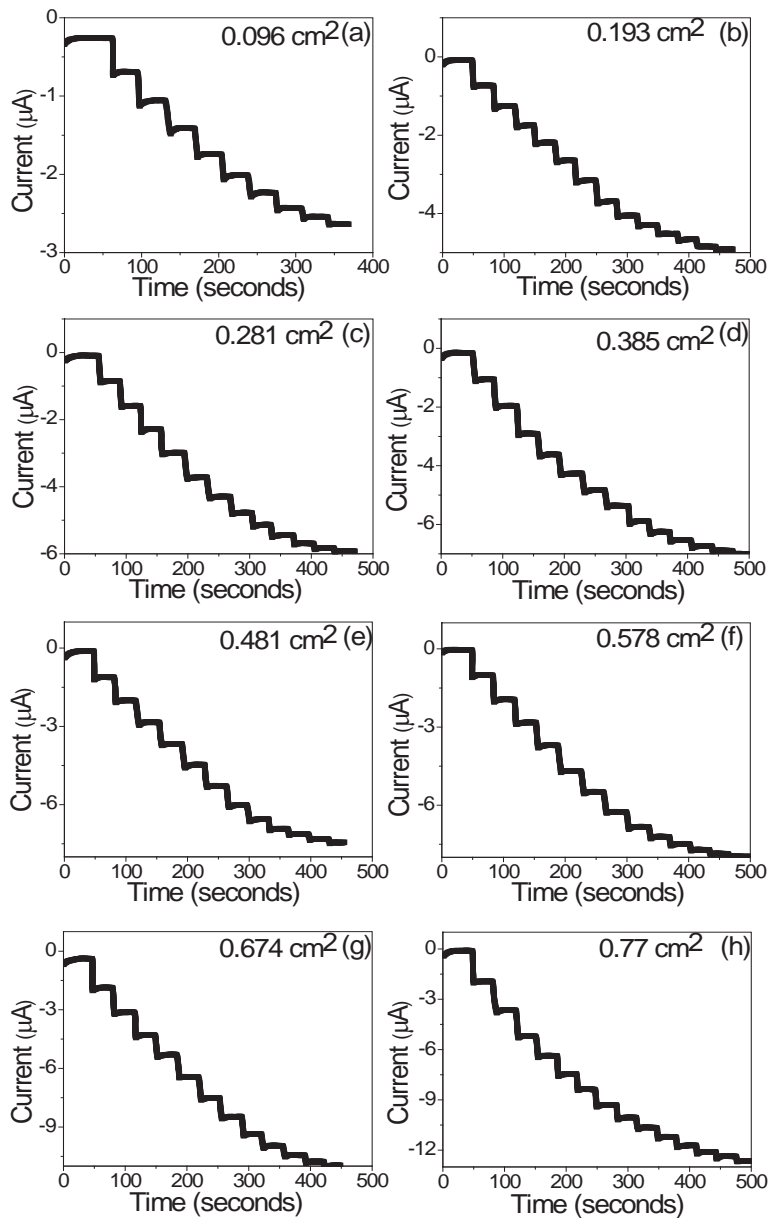 0.096 cm2 (a)
0
-1
-2
-3
Current (μA)
0 100 200 300 400
Time (seconds)
0.193 cm2 (b)
0
-2
-4
Current (μA)
0 100 200 300 400 500
Time (seconds)
0.281 cm2 (c)
0
-2
-4
-6
Current (μA)
0 100 200 300 400 500
Time (seconds)
0.385 cm2 (d)
0
-2
-4
-6
Current (μA)
0 100 200 300 400 500
Time (seconds)
0.481 cm2 (e)
0
-3
-6
Current (μA)
0 100 200 300 400 500
Time (seconds)
0.578 cm2 (f)
0
-3
-6
Current (μA)
0 100 200 300 400 500
Time (seconds)
0.674 cm2 (g)
0
-3
-6
-9
Current (μA)
0 100 200 300 400 500
Time (seconds)
0.77 cm2 (h)
0
-3
-6
-9
-12
Current (μA)
0 100 200 300 400 500
Time (seconds)